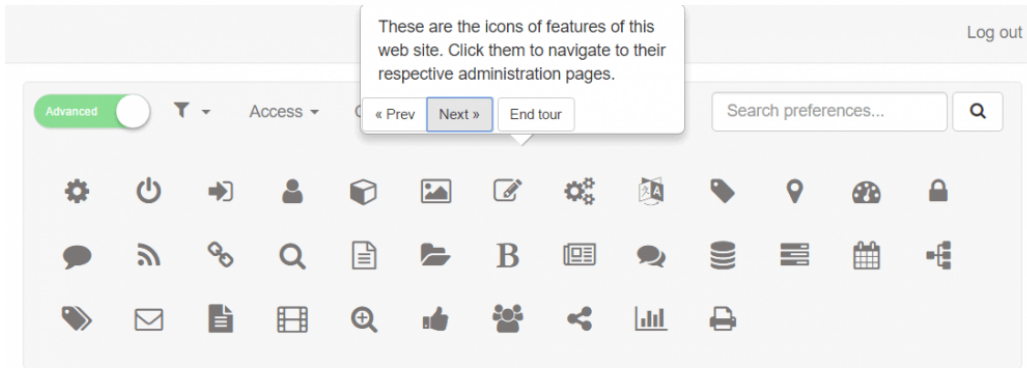 These are the icons of features of this
web site. Click them to navigate to their
respective administration pages.
Log out
Advanced
Access
« Prev
Next »
End tour
Search preferences...